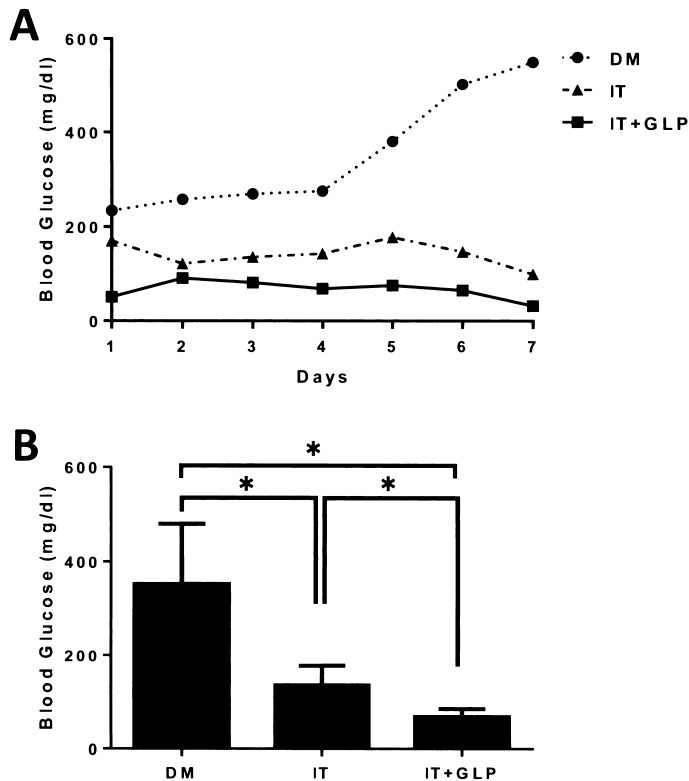 A
600
400
200
0
Blood Glucose (mg/dl)
1 2 3 4 5 6 7
Days
DM
IT
IT+GLP
B
600
400
200
0
Blood Glucose (mg/dl)
*
* *
DM IT IT+GLP